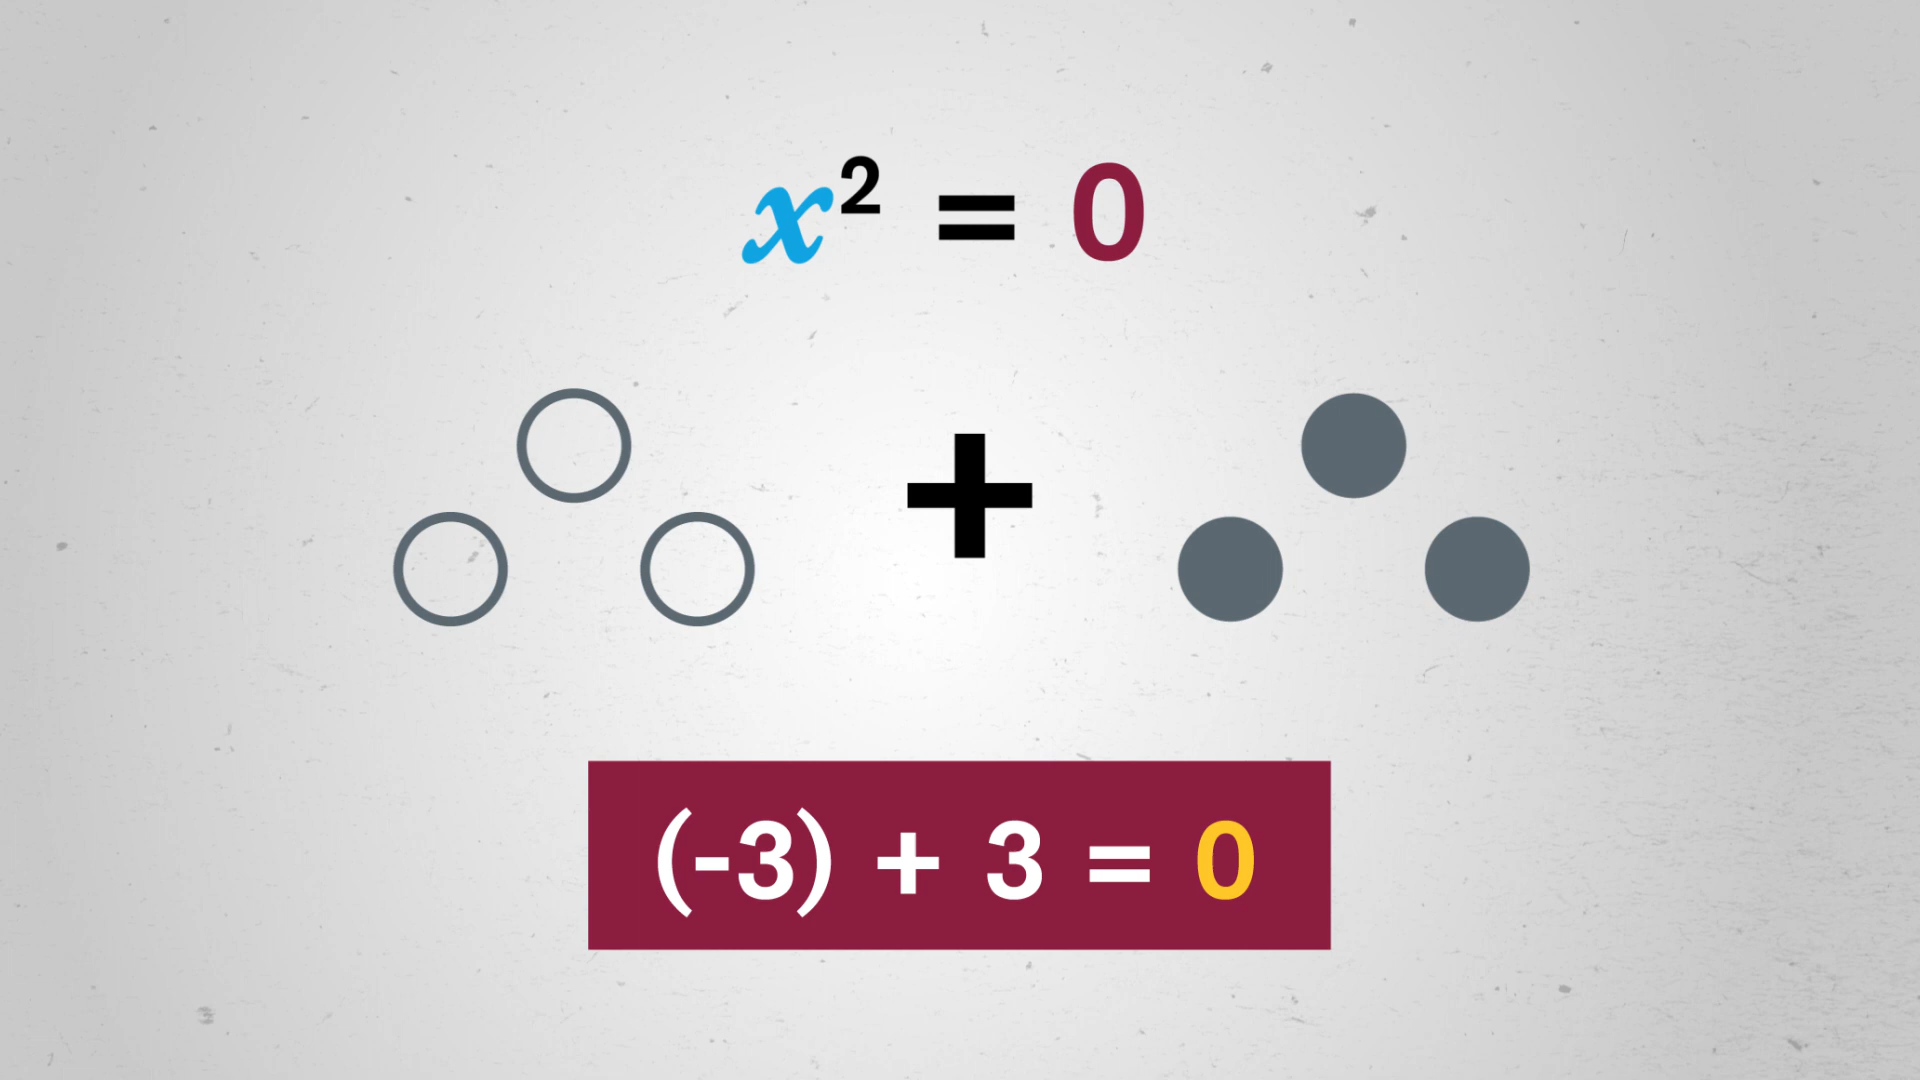 x² = 0
+
(-3) + 3 = 0